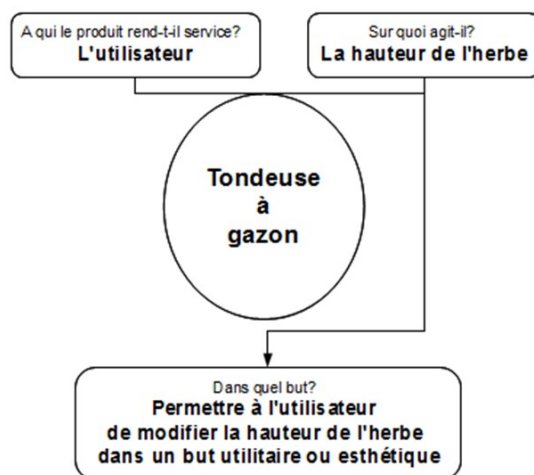 A qui le produit rend-t-il service?
L'utilisateur
Sur quoi agit-il?
La hauteur de l'herbe
Tondeuse
à
gazon
Dans quel but?
Permettre à l'utilisateur
de modifier la hauteur de l'herbe
dans un but utilitaire ou esthétique